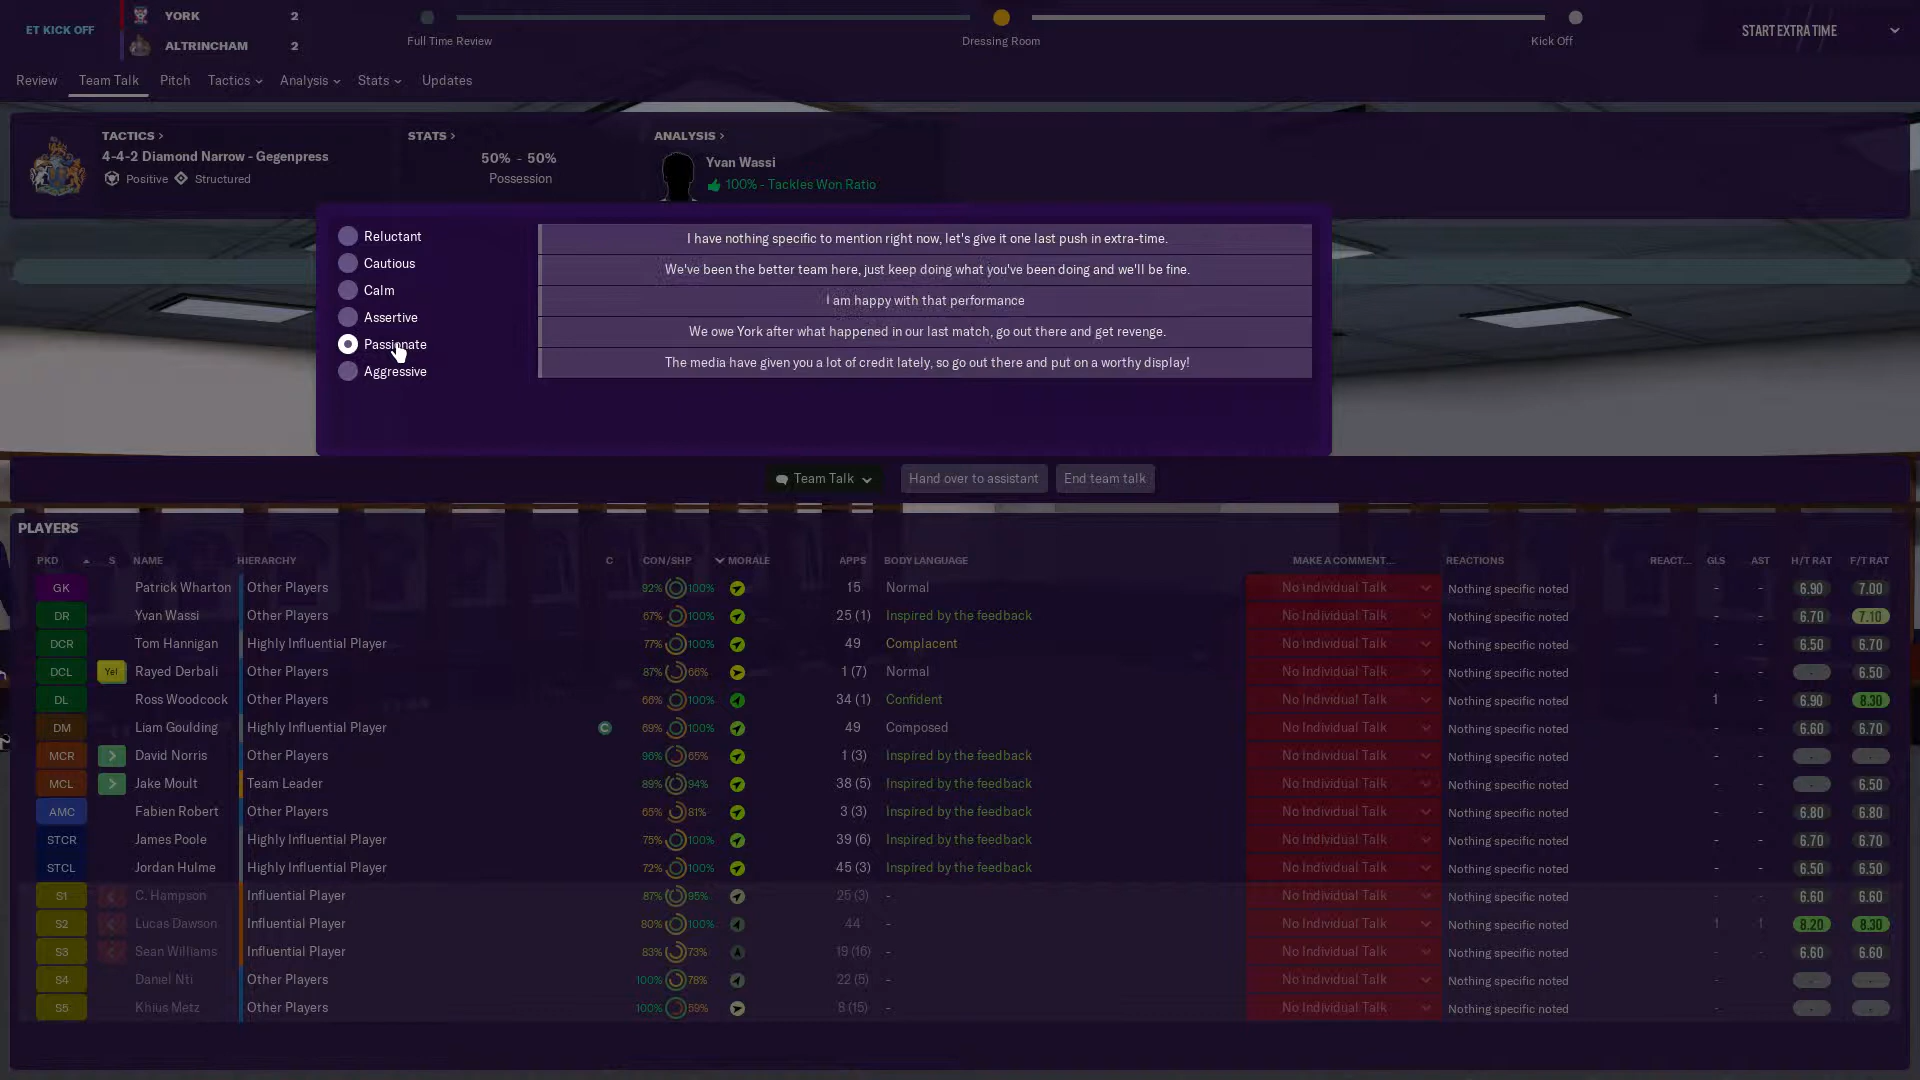 ET KICK OFF
YORK 2
ALTRINCHAM 2
Full Time Review
Dressing Room
Kick Off
START EXTRA TIME
Review Team Talk Pitch Tactics Analysis Stats Updates
TACTICS >
4-4-2 Diamond Narrow - Gegenpress
Positive Structured
STATS >
50% - 50%
Possession
ANALYSIS >
Yvan Wassi
100% - Tackles Won Ratio
Reluctant
Cautious
Calm
Assertive
Passionate
Aggressive
I have nothing specific to mention right now, let's give it one last push in extra-time.
We've been the better team here, just keep doing what you've been doing and we'll be fine.
I am happy with that performance
We owe York after what happened in our last match, go out there and get revenge.
The media have given you a lot of credit lately, so go out there and put on a worthy display!
Team Talk Hand over to assistant End team talk
PLAYERS
PKD S NAME HIERARCHY C CON/SHP MORALE APPS BODY LANGUAGE MAKE A COMMENT... REACTIONS REACT... GLS AST H/T RAT F/T RAT
GK Patrick Wharton Other Players 92% 100% 15 Normal No Individual Talk Nothing specific noted - - 6.90 7.00
DR Yvan Wassi Other Players 67% 100% 25 (1) Inspired by the feedback No Individual Talk Nothing specific noted - - 6.70 7.10
DCR Tom Hannigan Highly Influential Player 77% 100% 49 Complacent No Individual Talk Nothing specific noted - - 6.50 6.70
DCL Yel Rayed Derbali Other Players 87% 66% 1 (7) Normal No Individual Talk Nothing specific noted - - - 6.50
DL Ross Woodcock Other Players 66% 100% 34 (1) Confident No Individual Talk Nothing specific noted 1 - 6.90 8.30
DM Liam Goulding Highly Influential Player C 69% 100% 49 Composed No Individual Talk Nothing specific noted - - 6.60 6.70
MCR David Norris Other Players 96% 65% 1 (3) Inspired by the feedback No Individual Talk Nothing specific noted - - - -
MCL Jake Moult Team Leader 89% 94% 38 (5) Inspired by the feedback No Individual Talk Nothing specific noted - - - 6.50
AMC Fabien Robert Other Players 65% 81% 3 (3) Inspired by the feedback No Individual Talk Nothing specific noted - - 6.80 6.80
STCR James Poole Highly Influential Player 75% 100% 39 (6) Inspired by the feedback No Individual Talk Nothing specific noted - - 6.70 6.70
STCL Jordan Hulme Highly Influential Player 72% 100% 45 (3) Inspired by the feedback No Individual Talk Nothing specific noted - - 6.50 6.50
S1 C. Hampson Influential Player 87% 95% 25 (3) - No Individual Talk Nothing specific noted - - 6.60 6.60
S2 Lucas Dawson Influential Player 80% 100% 44 - No Individual Talk Nothing specific noted 1 1 8.20 8.30
S3 Sean Williams Influential Player 83% 73% 19 (16) - No Individual Talk Nothing specific noted - - 6.60 6.60
S4 Daniel Nti Other Players 100% 78% 22 (5) - No Individual Talk Nothing specific noted - - - -
S5 Khius Metz Other Players 100% 59% 8 (15) - No Individual Talk Nothing specific noted - - - -